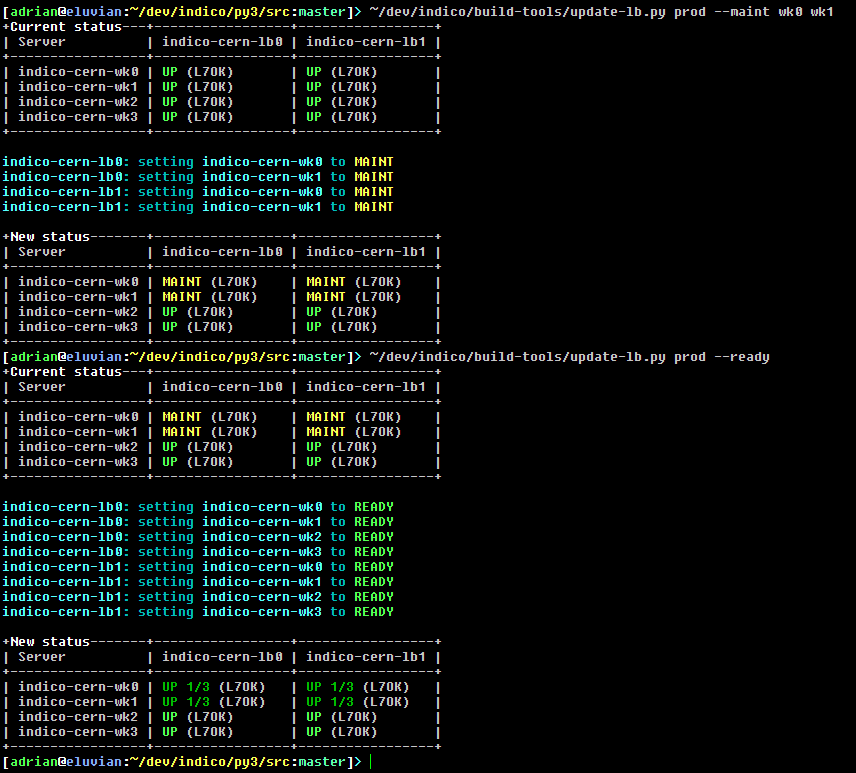 [adrian@eluvian:~/dev/indico/py3/src:master]> ~/dev/indico/build-tools/update-lb.py prod --maint wk0 wk1
+Current status---+-----------------+-----------------+
| Server          | indico-cern-lb0 | indico-cern-lb1 |
+-----------------+-----------------+-----------------+
| indico-cern-wk0 | UP (L7OK)       | UP (L7OK)       |
| indico-cern-wk1 | UP (L7OK)       | UP (L7OK)       |
| indico-cern-wk2 | UP (L7OK)       | UP (L7OK)       |
| indico-cern-wk3 | UP (L7OK)       | UP (L7OK)       |
+-----------------+-----------------+-----------------+
indico-cern-lb0: setting indico-cern-wk0 to MAINT
indico-cern-lb0: setting indico-cern-wk1 to MAINT
indico-cern-lb1: setting indico-cern-wk0 to MAINT
indico-cern-lb1: setting indico-cern-wk1 to MAINT
+New status-------+-----------------+-----------------+
| Server          | indico-cern-lb0 | indico-cern-lb1 |
+-----------------+-----------------+-----------------+
| indico-cern-wk0 | MAINT (L7OK)    | MAINT (L7OK)    |
| indico-cern-wk1 | MAINT (L7OK)    | MAINT (L7OK)    |
| indico-cern-wk2 | UP (L7OK)       | UP (L7OK)       |
| indico-cern-wk3 | UP (L7OK)       | UP (L7OK)       |
+-----------------+-----------------+-----------------+
[adrian@eluvian:~/dev/indico/py3/src:master]> ~/dev/indico/build-tools/update-lb.py prod --ready
+Current status---+-----------------+-----------------+
| Server          | indico-cern-lb0 | indico-cern-lb1 |
+-----------------+-----------------+-----------------+
| indico-cern-wk0 | MAINT (L7OK)    | MAINT (L7OK)    |
| indico-cern-wk1 | MAINT (L7OK)    | MAINT (L7OK)    |
| indico-cern-wk2 | UP (L7OK)       | UP (L7OK)       |
| indico-cern-wk3 | UP (L7OK)       | UP (L7OK)       |
+-----------------+-----------------+-----------------+
indico-cern-lb0: setting indico-cern-wk0 to READY
indico-cern-lb0: setting indico-cern-wk1 to READY
indico-cern-lb0: setting indico-cern-wk2 to READY
indico-cern-lb0: setting indico-cern-wk3 to READY
indico-cern-lb1: setting indico-cern-wk0 to READY
indico-cern-lb1: setting indico-cern-wk1 to READY
indico-cern-lb1: setting indico-cern-wk2 to READY
indico-cern-lb1: setting indico-cern-wk3 to READY
+New status-------+-----------------+-----------------+
| Server          | indico-cern-lb0 | indico-cern-lb1 |
+-----------------+-----------------+-----------------+
| indico-cern-wk0 | UP 1/3 (L7OK)   | UP 1/3 (L7OK)   |
| indico-cern-wk1 | UP 1/3 (L7OK)   | UP 1/3 (L7OK)   |
| indico-cern-wk2 | UP (L7OK)       | UP (L7OK)       |
| indico-cern-wk3 | UP (L7OK)       | UP (L7OK)       |
+-----------------+-----------------+-----------------+
[adrian@eluvian:~/dev/indico/py3/src:master]>